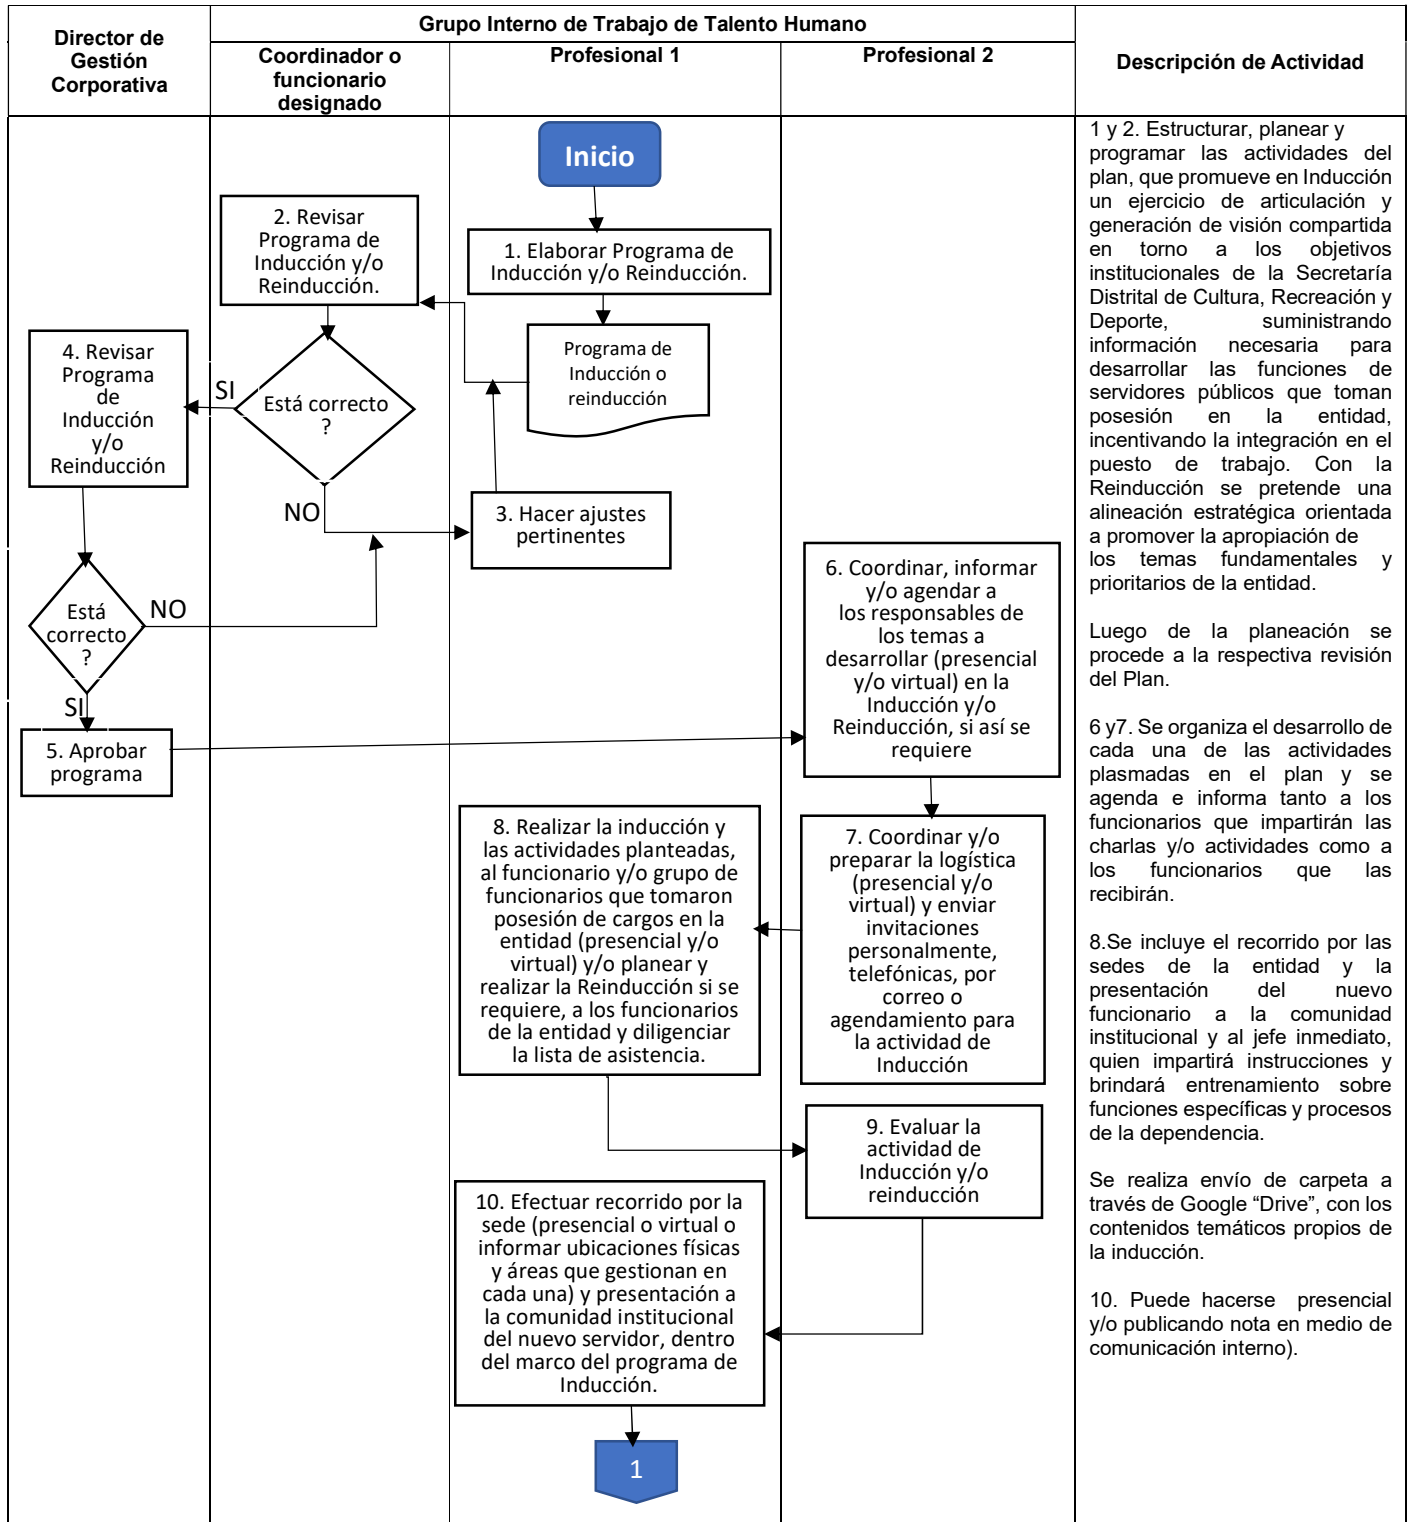 Director de
Gestión
Corporativa
Grupo Interno de Trabajo de Talento Humano
Coordinador o
funcionario
designado
Profesional 1
Profesional 2
Descripción de Actividad
Inicio
1. Elaborar Programa de
Inducción y/o Reinducción.
Programa de
Inducción o
reinducción
2. Revisar
Programa de
Inducción y/o
Reinducción.
Está correcto
?
SI
NO
3. Hacer ajustes
pertinentes
4. Revisar
Programa
de
Inducción
y/o
Reinducción
Está
correcto
?
NO
SI
5. Aprobar
programa
6. Coordinar, informar
y/o agendar a
los responsables de
los temas a
desarrollar (presencial
y/o virtual) en la
Inducción y/o
Reinducción, si así se
requiere
7. Coordinar y/o
preparar la logística
(presencial y/o
virtual) y enviar
invitaciones
personalmente,
telefónicas, por
correo o
agendamiento para
la actividad de
Inducción
8. Realizar la inducción y
las actividades planteadas,
al funcionario y/o grupo de
funcionarios que tomaron
posesión de cargos en la
entidad (presencial y/o
virtual) y/o planear y
realizar la Reinducción si se
requiere, a los funcionarios
de la entidad y diligenciar
la lista de asistencia.
9. Evaluar la
actividad de
Inducción y/o
reinducción
10. Efectuar recorrido por la
sede (presencial o virtual o
informar ubicaciones físicas
y áreas que gestionan en
cada una) y presentación a
la comunidad institucional
del nuevo servidor, dentro
del marco del programa de
Inducción.
1
1 y 2. Estructurar, planear y
programar las actividades del
plan, que promueve en Inducción
un ejercicio de articulación y
generación de visión compartida
en torno a los objetivos
institucionales de la Secretaría
Distrital de Cultura, Recreación y
Deporte, suministrando
información necesaria para
desarrollar las funciones de
servidores públicos que toman
posesión en la entidad,
incentivando la integración en el
puesto de trabajo. Con la
Reinducción se pretende una
alineación estratégica orientada
a promover la apropiación de
los temas fundamentales y
prioritarios de la entidad.
Luego de la planeación se
procede a la respectiva revisión
del Plan.
6 y7. Se organiza el desarrollo de
cada una de las actividades
plasmadas en el plan y se
agenda e informa tanto a los
funcionarios que impartirán las
charlas y/o actividades como a
los funcionarios que las
recibirán.
8.Se incluye el recorrido por las
sedes de la entidad y la
presentación del nuevo
funcionario a la comunidad
institucional y al jefe inmediato,
quien impartirá instrucciones y
brindará entrenamiento sobre
funciones específicas y procesos
de la dependencia.
Se realiza envío de carpeta a
través de Google “Drive”, con los
contenidos temáticos propios de
la inducción.
10. Puede hacerse presencial
y/o publicando nota en medio de
comunicación interno).